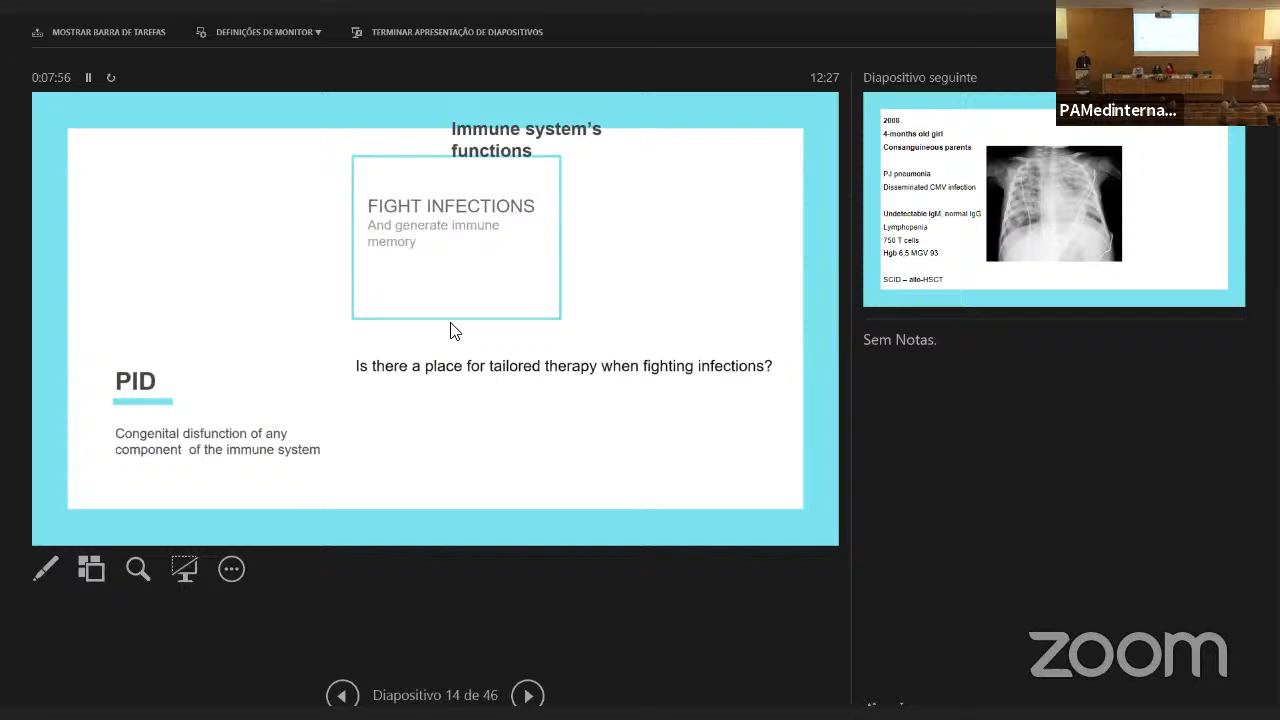 MOSTRAR BARRA DE TAREFAS
DEFINIÇÕES DE MONITOR ▼
TERMINAR APRESENTAÇÃO DE DIAPOSITIVOS
0:07:56
12:27
Immune system's
functions
FIGHT INFECTIONS
And generate immune
memory
Is there a place for tailored therapy when fighting infections?
PID
Congenital disfunction of any
component of the immune system
Diapositivo 14 de 46
Diapositivo seguinte
PAMedinterna...
2008
4-months old girl
Consanguineous parents
PJ pneumonia
Disseminated CMV infection
Undetectable IgM, normal IgG
Lymphopenia
750 T cells
Hgb 6,5 MGV 93
SCID – allo-HSCT
Sem Notas.
zoom